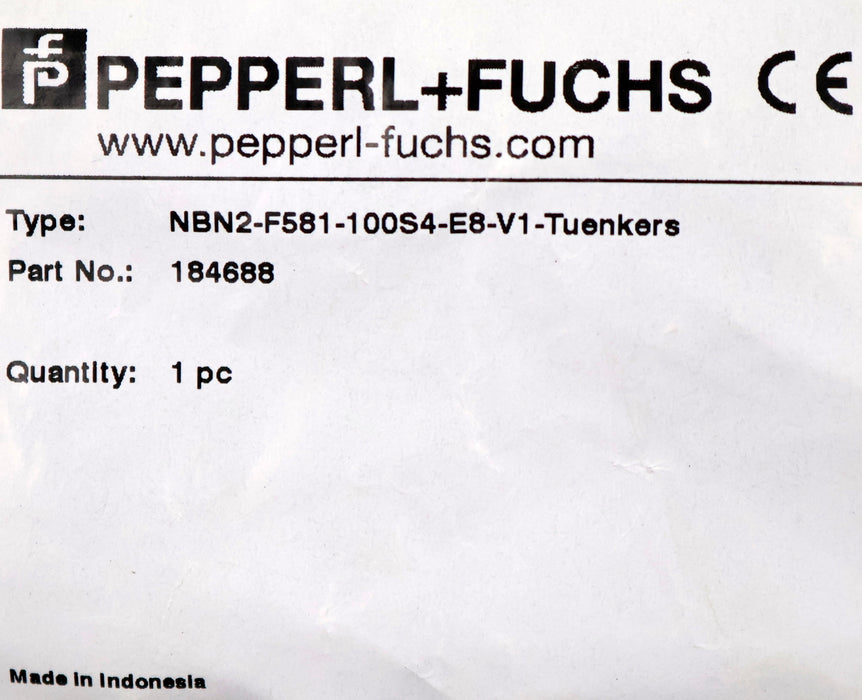 PEPPERL+FUCHS CE
www.pepperl-fuchs.com
Type: NBN2-F581-100S4-E8-V1-Tuenkers
Part No.: 184688
Quantity: 1 pc
Made in Indonesia